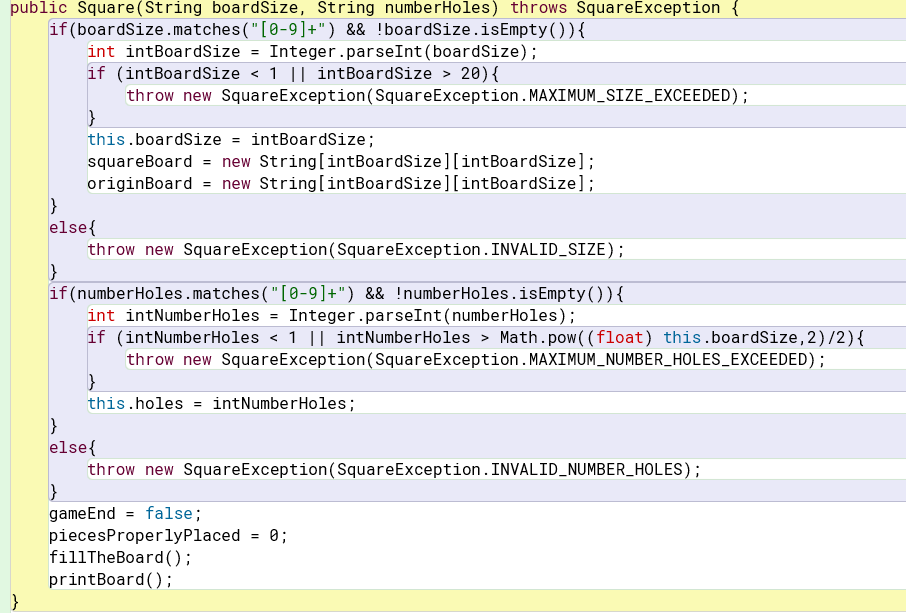 public Square(String boardSize, String numberHoles) throws SquareException {
if(boardSize.matches("[0-9]+") && !boardSize.isEmpty()){
int intBoardSize = Integer.parseInt(boardSize);
if (intBoardSize < 1 || intBoardSize > 20){
throw new SquareException(SquareException.MAXIMUM_SIZE_EXCEEDED);
}
this.boardSize = intBoardSize;
squareBoard = new String[intBoardSize][intBoardSize];
originBoard = new String[intBoardSize][intBoardSize];
}
else{
throw new SquareException(SquareException.INVALID_SIZE);
}
if(numberHoles.matches("[0-9]+") && !numberHoles.isEmpty()){
int intNumberHoles = Integer.parseInt(numberHoles);
if (intNumberHoles < 1 || intNumberHoles > Math.pow((float) this.boardSize,2)/2){
throw new SquareException(SquareException.MAXIMUM_NUMBER_HOLES_EXCEEDED);
}
this.holes = intNumberHoles;
}
else{
throw new SquareException(SquareException.INVALID_NUMBER_HOLES);
}
gameEnd = false;
piecesProperlyPlaced = 0;
fillTheBoard();
printBoard();
}